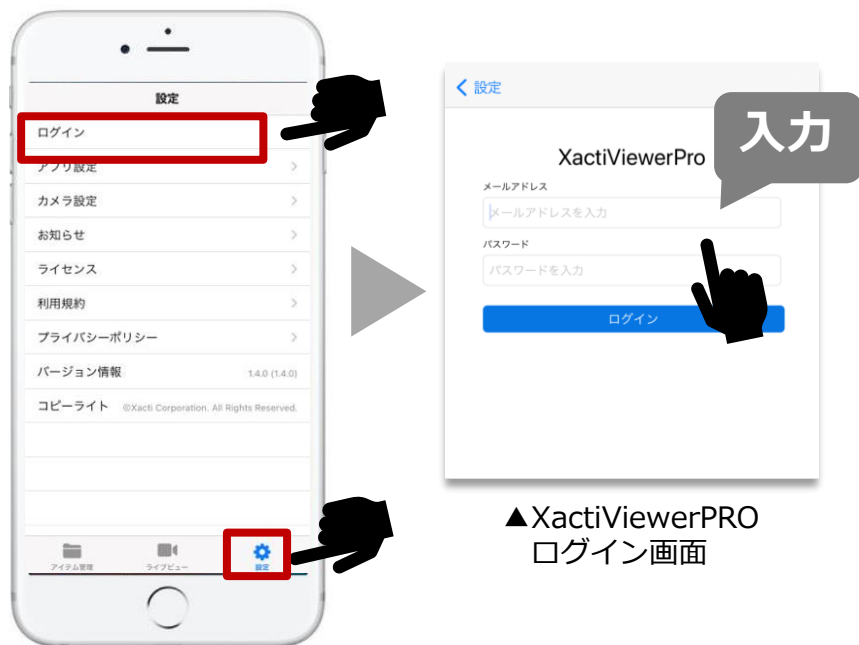 設定
ログイン
アプリ設定
カメラ設定
お知らせ
ライセンス
利用規約
プライバシーポリシー
バージョン情報 1.4.0 (1.4.0)
コピーライト ©Xacti Corporation. All Rights Reserved.
アイテム管理 ライブビュー 設定
設定
入力
XactiViewerPro
メールアドレス
メールアドレスを入力
パスワード
パスワードを入力
ログイン
▲XactiViewerPRO
ログイン画面